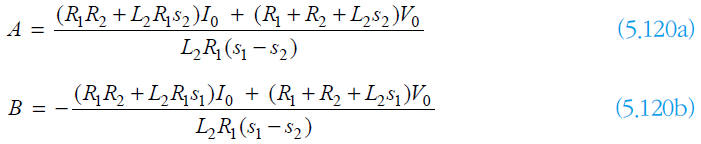 A = \frac{(R_1R_2 + L_2R_1s_2)I_0 + (R_1 + R_2 + L_2s_2)V_0}{L_2R_1(s_1 - s_2)} (5.120a)
B = -\frac{(R_1R_2 + L_2R_1s_1)I_0 + (R_1 + R_2 + L_2s_1)V_0}{L_2R_1(s_1 - s_2)} (5.120b)